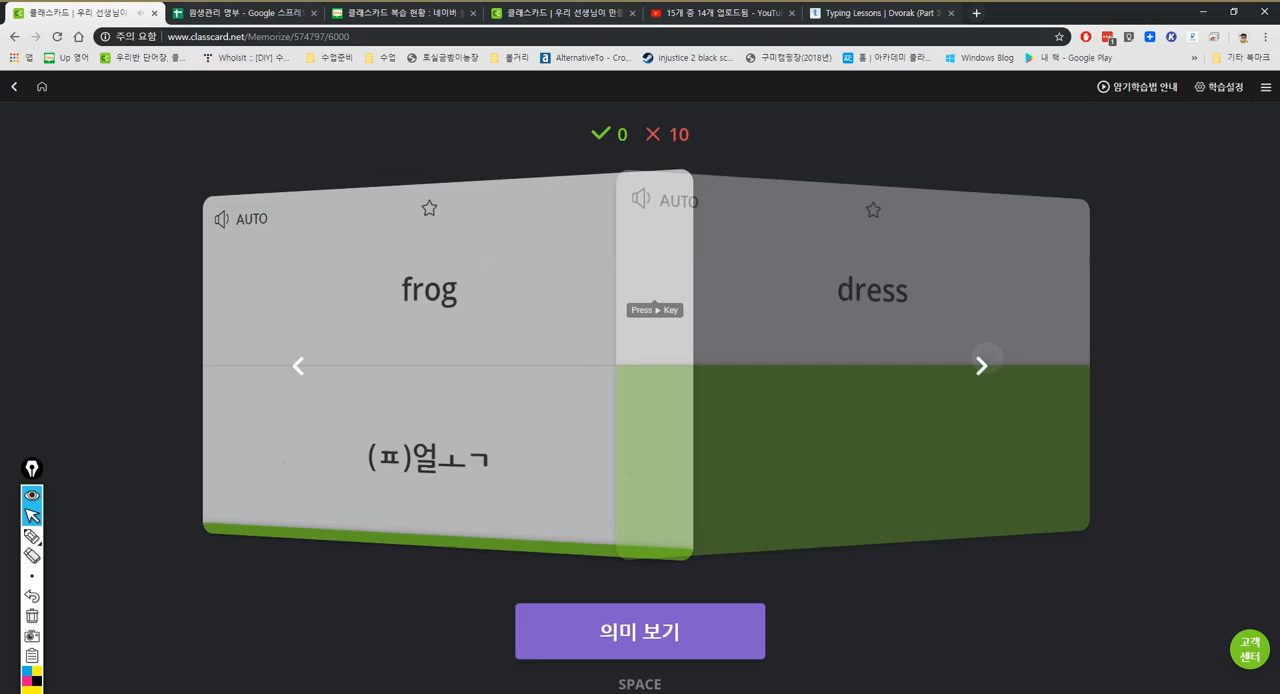 클래스카드 | 우리 선생님이
원생관리 명부 - Google 스프레
클래스카드 복습 현황 : 네이버
클래스카드 | 우리 선생님이 만
15개 중 14개 업로드됨 - YouTu
Typing Lessons | Dvorak (Part 3
주의 요함
www.classcard.net/Memorize/574797/6000
앱
Up 영어
우리반 단어장, 클...
WhoIst :: [DIY] 수...
수업준비
수업
토실굼벵이농장
볼거리
AlternativeTo - Cro...
injustice 2 black sc...
구미캠핑장(2018년)
홈 | 아카데미 클라...
Windows Blog
내 책 - Google Play
»
기타 북마크
암기학습법 안내
학습설정
0
10
AUTO
AUTO
frog
dress
Press ▶ Key
(ㅍ)얼ㅗㄱ
의미 보기
SPACE
고객
센터